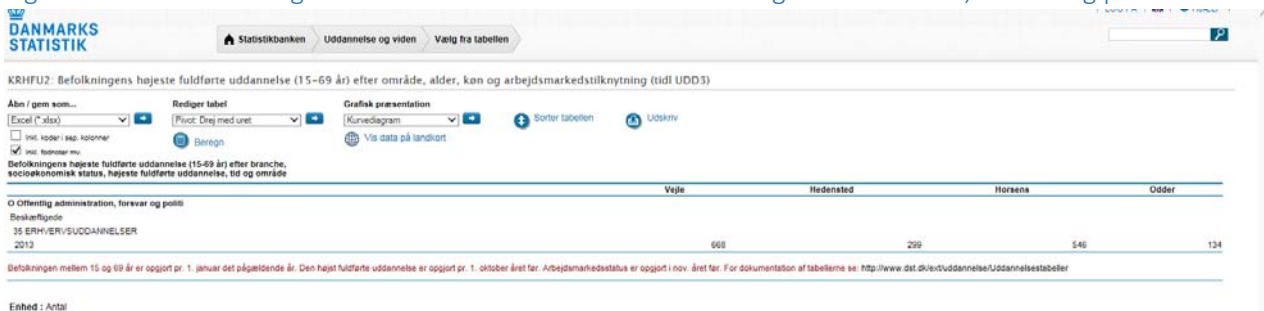 DANMARKS
STATISTIK
Statistikbanken Uddannelse og viden Vælg fra tabellen
KRHFU2: Befolkningens højeste fuldførte uddannelse (15-69 år) efter område, alder, køn og arbejdsmarkedstilknytning (tidl UDD3)
Åbn / gem som... Rediger tabel Grafisk præsentation
Excel (*.xlsx) Pivot: Drej med uret Kurvediagram Sorter tabellen Udskriv
Inkl. koder i sep. kolonner Beregn Vis data på landkort
Inkl. fodnoter mv.
Befolkningens højeste fuldførte uddannelse (15-69 år) efter branche,
socioøkonomisk status, højeste fuldførte uddannelse, tid og område
Vejle Hedensted Horsens Odder
O Offentlig administration, forsvar og politi
Beskæftigede
35 ERHVERVSUDDANNELSER
2013 668 299 546 134
Befolkningen mellem 15 og 69 år er opgjort pr. 1. januar det pågældende år. Den højst fuldførte uddannelse er opgjort pr. 1. oktober året før. Arbejdsmarkedsstatus er opgjort i nov. året før. For dokumentation af tabellerne se: http://www.dst.dk/ext/uddannelse/Uddannelsestabeller
Enhed : Antal